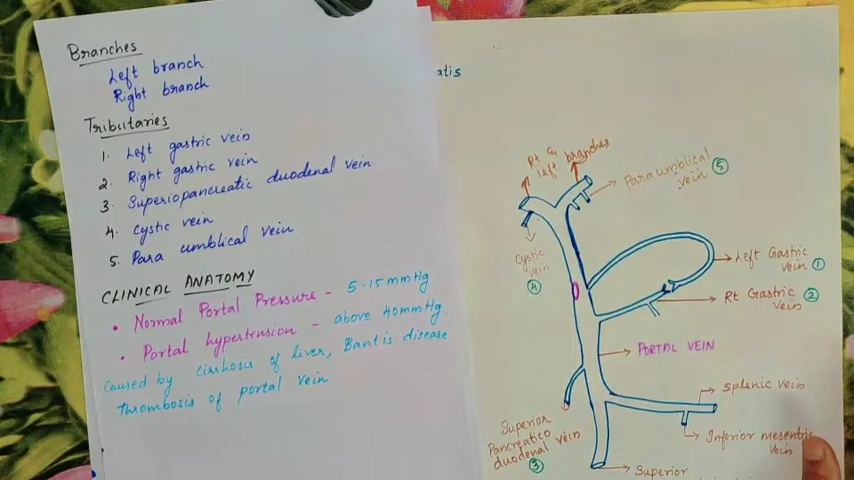 Branches
Left branch
Right branch
Tributaries
1. Left gastric vein
2. Right gastric vein
3. Superiopancreatic duodenal vein
4. Cystic vein
5. Para umblical vein
CLINICAL ANATOMY
• Normal Portal Pressure - 5-15 mmHg
• Portal hypertension - above 40mmHg.
Caused by cirrhosis of liver, Banti's disease
thrombosis of portal vein
atis
Rt &
left branches
Paraumblical
vein 5
Cystic
vein
4
Left Gastric
vein 1
Rt Gastric
vein 2
PORTAL VEIN
Splenic vein
Inferior mesentric
vein
Superior
Pancreatico
duodenal vein
3
Superior